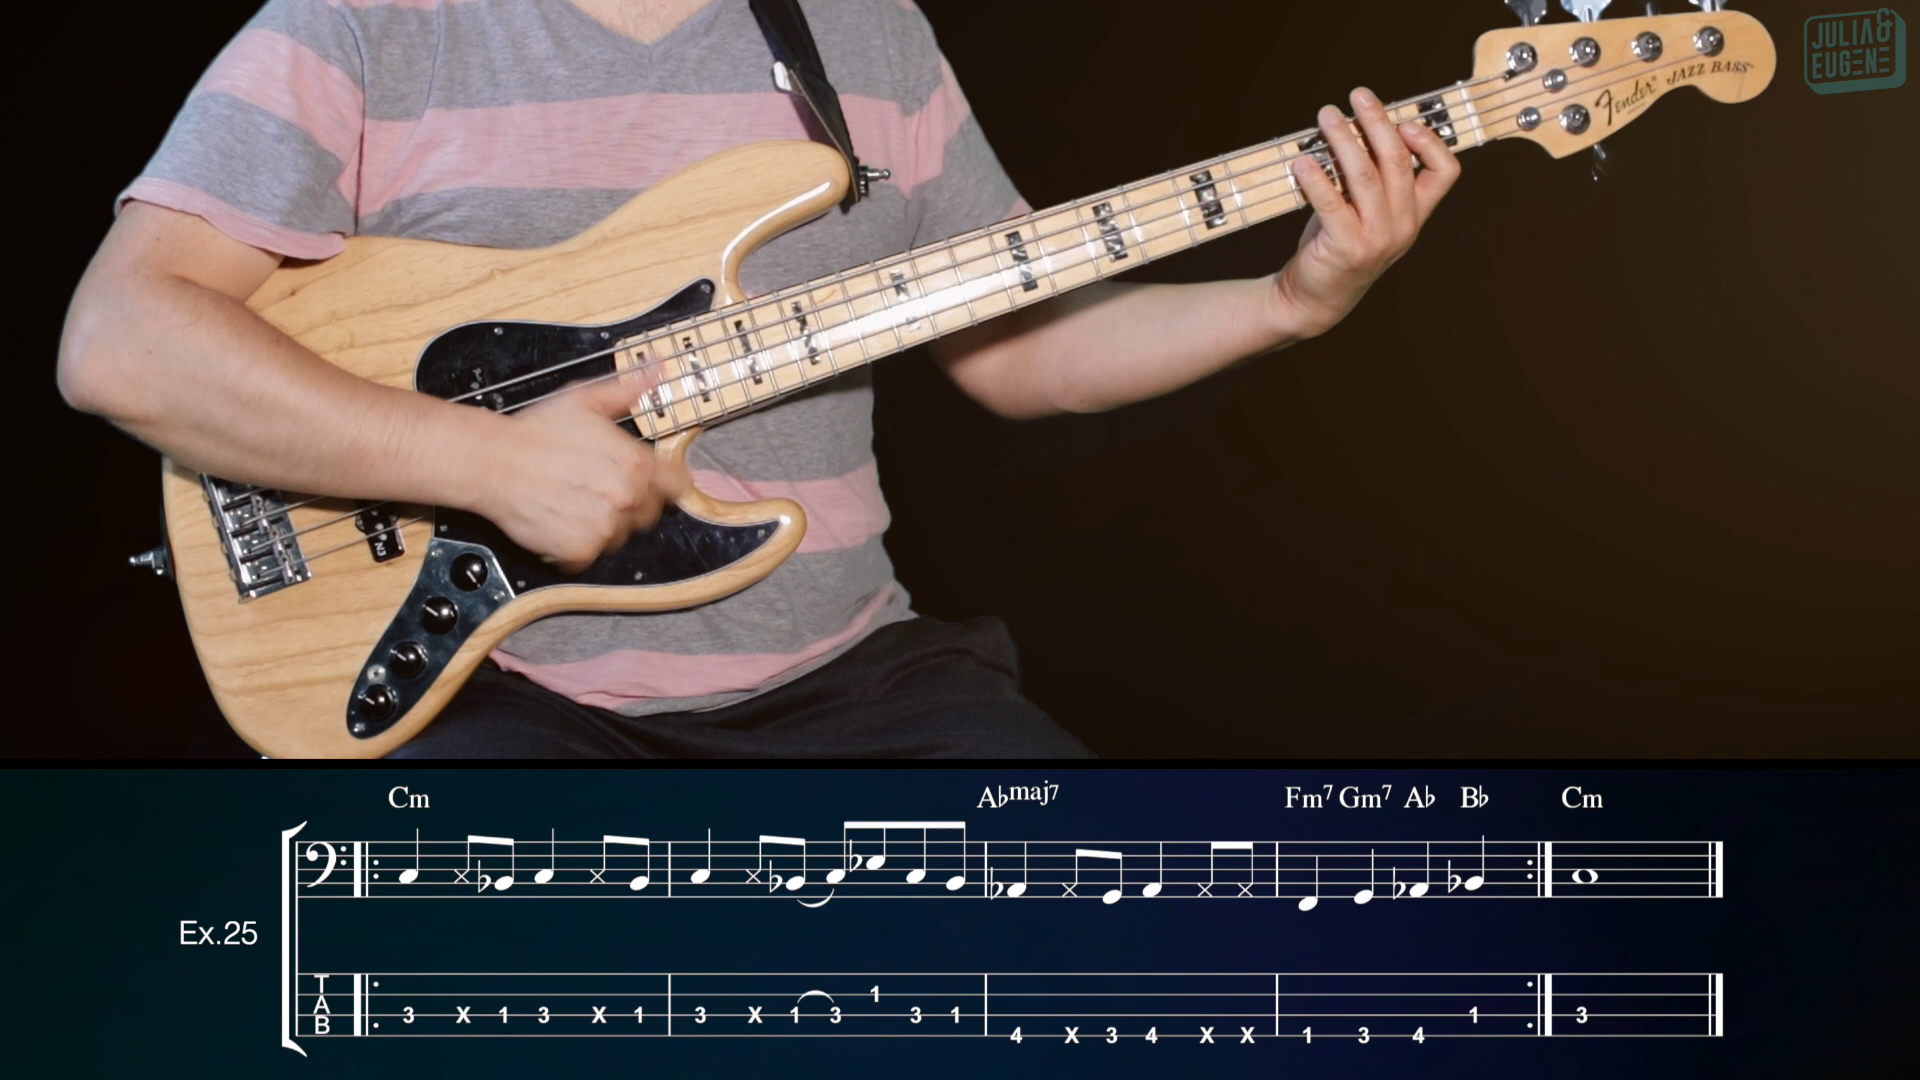 JULIA&
EUGENE
Fender JAZZ BASS
Cm A♭maj7 Fm7 Gm7 A♭ B♭ Cm
Ex.25
T
A
B
3 X 1 3 X 1 3 X 1 3 1 3 1 4 X 3 4 X X 1 3 4 1 3